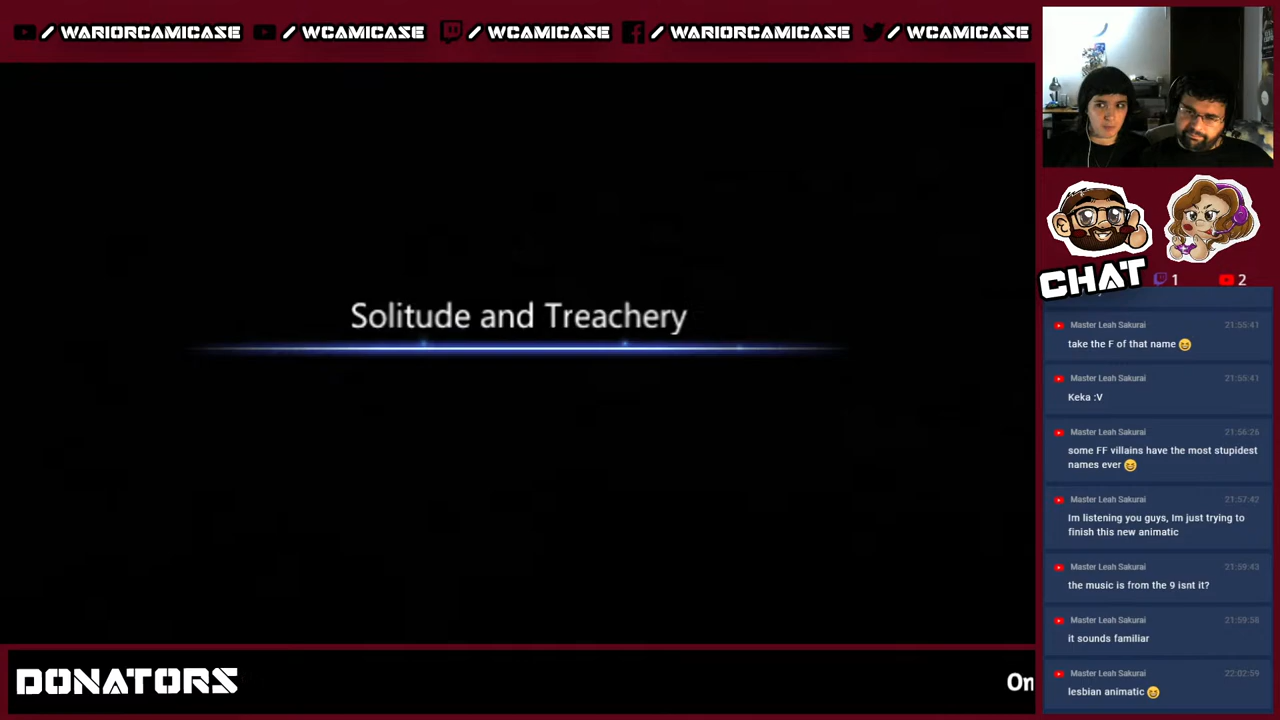 / WARIORCAMICASE / WCAMICASE / WCAMICASE / WARIORCAMICASE / WCAMICASE
Solitude and Treachery
CHAT 1 2
Master Leah Sakurai 21:55:41
take the F of that name 😆
Master Leah Sakurai 21:55:41
Keka :V
Master Leah Sakurai 21:56:26
some FF villains have the most stupidest
names ever 😆
Master Leah Sakurai 21:57:42
Im listening you guys, Im just trying to
finish this new animatic
Master Leah Sakurai 21:59:43
the music is from the 9 isnt it?
Master Leah Sakurai 21:59:58
it sounds familiar
Master Leah Sakurai 22:02:59
lesbian animatic 😆
DONATORS
On